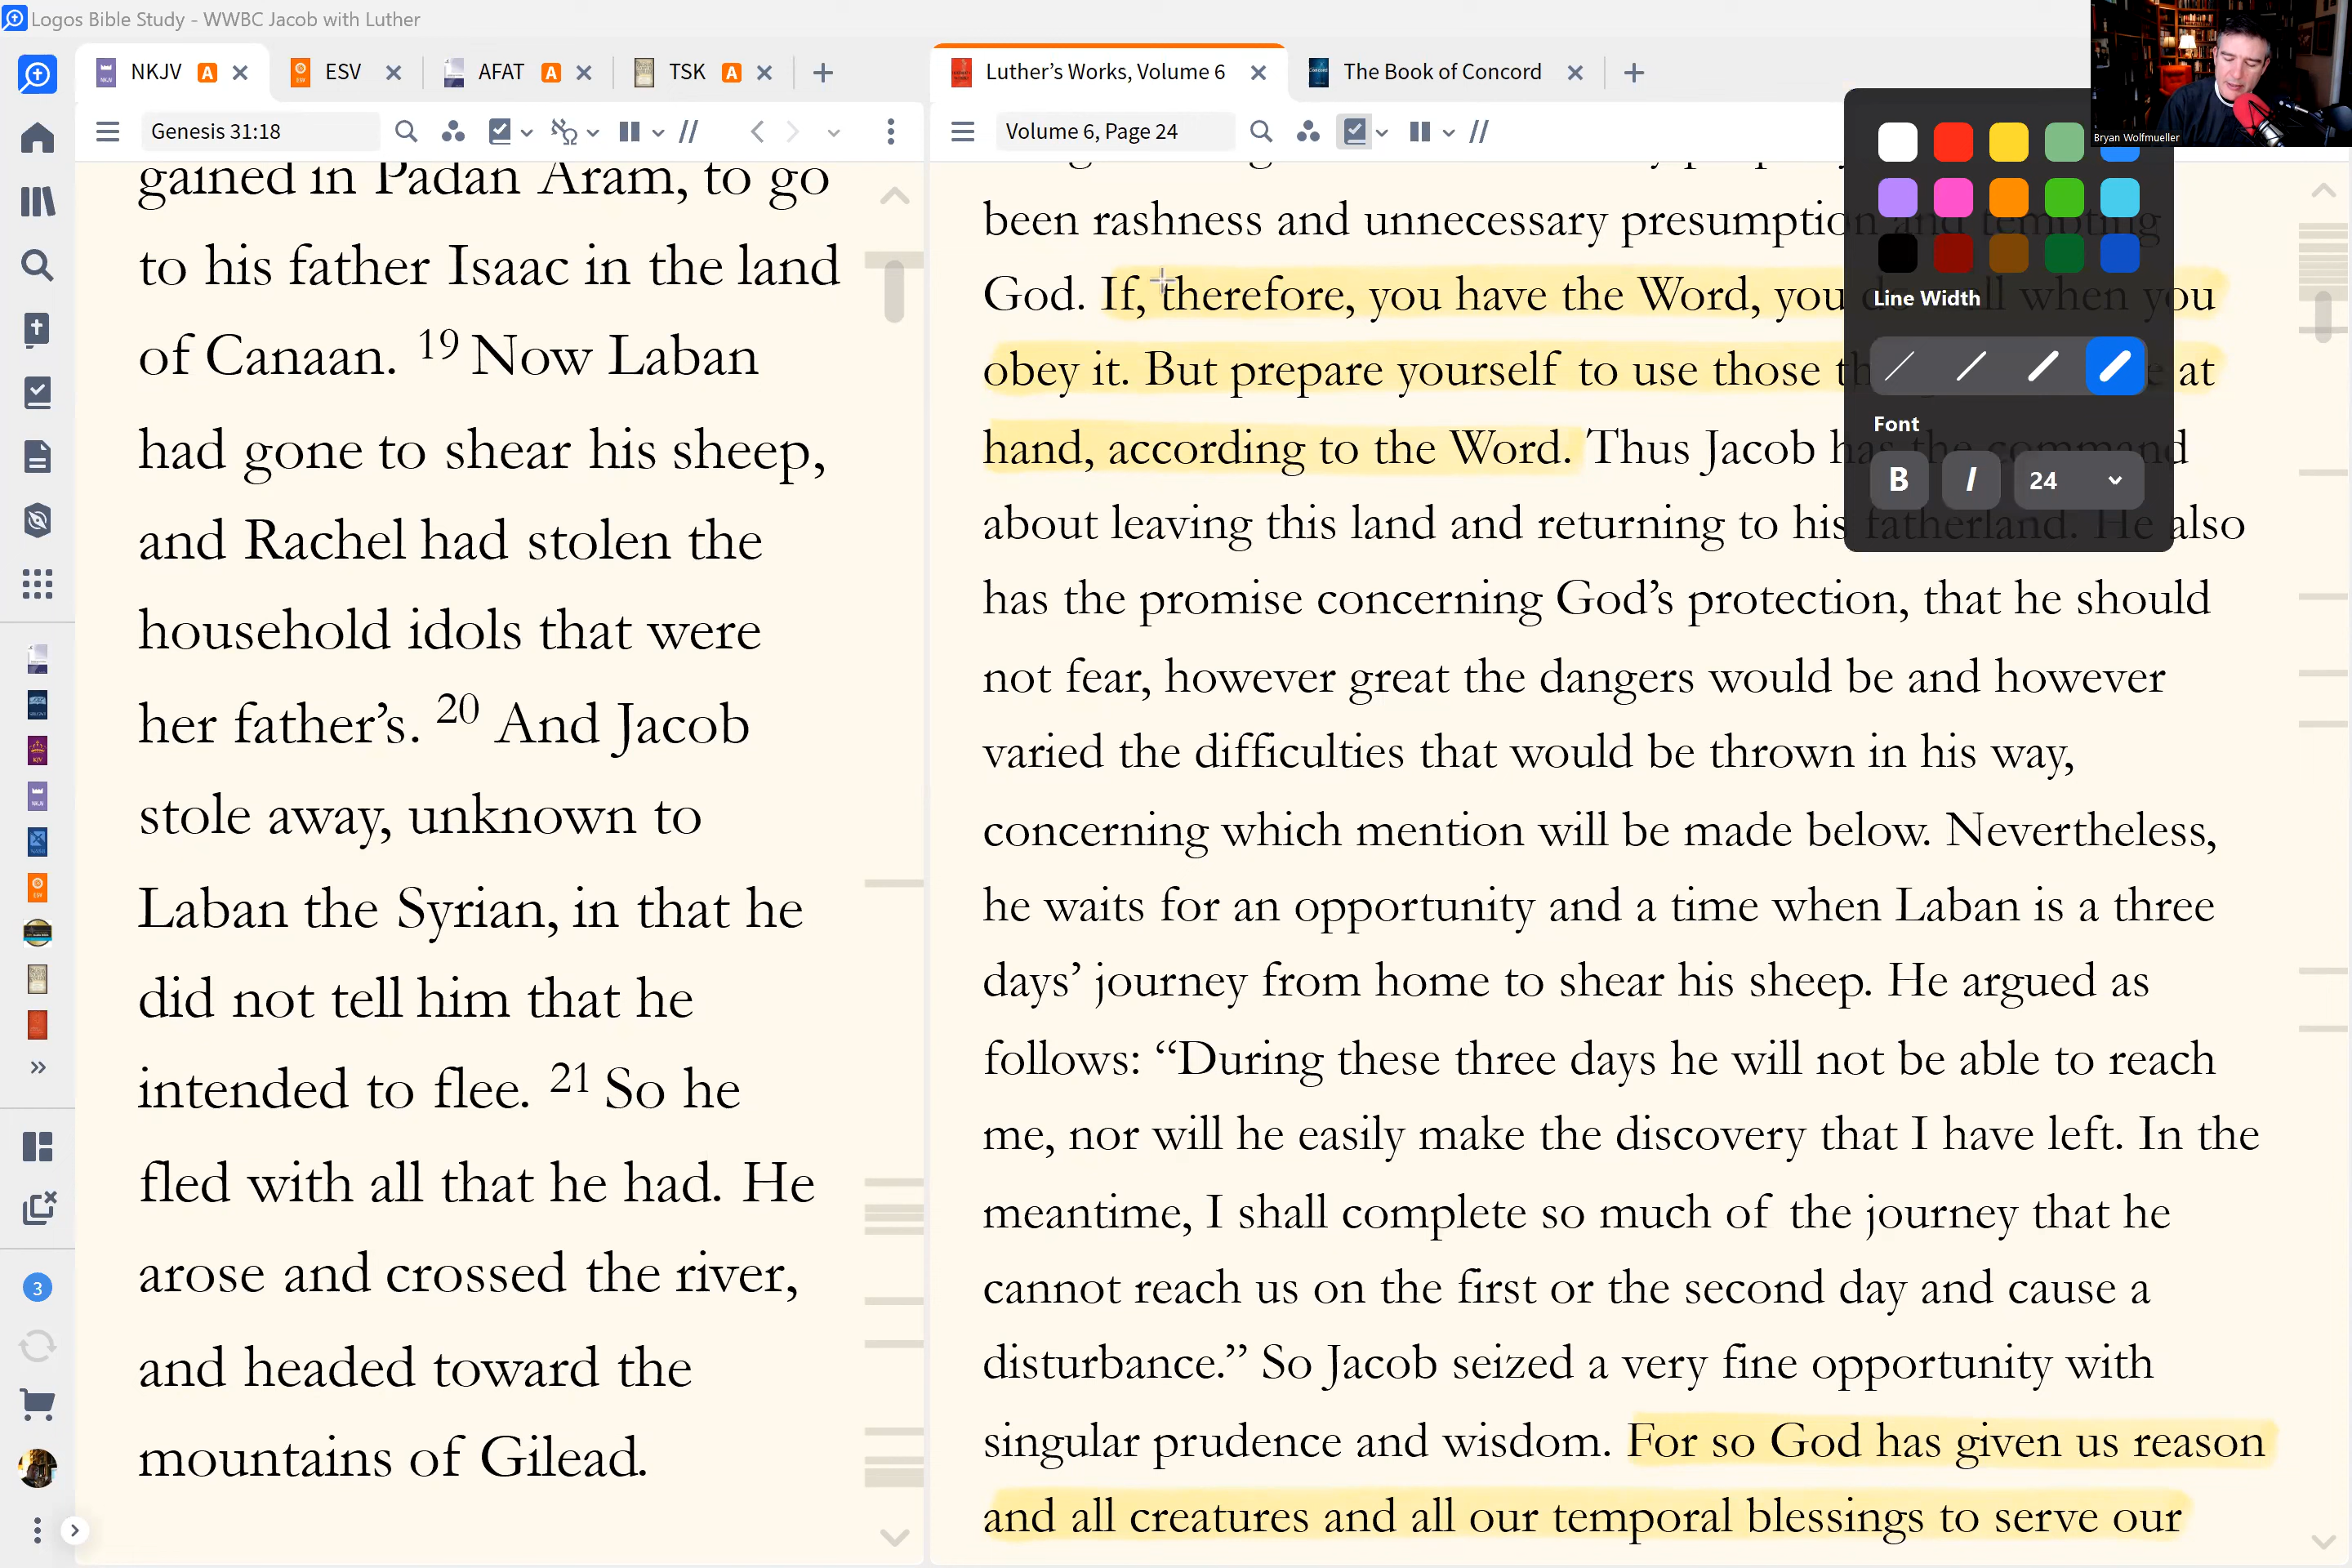 Logos Bible Study - WWBC Jacob with Luther
NKJV A
ESV
AFAT A
TSK A
Genesis 31:18
gained in Padan Aram, to go
to his father Isaac in the land
of Canaan. 19 Now Laban
had gone to shear his sheep,
and Rachel had stolen the
household idols that were
her father’s. 20 And Jacob
stole away, unknown to
Laban the Syrian, in that he
did not tell him that he
intended to flee. 21 So he
fled with all that he had. He
arose and crossed the river,
and headed toward the
mountains of Gilead.
3
Luther’s Works, Volume 6
The Book of Concord
Volume 6, Page 24
been rashness and unnecessary presumption and tempting
God. If, therefore, you have the Word, you do well when you
obey it. But prepare yourself to use those at
hand, according to the Word. Thus Jacob has the command
about leaving this land and returning to his fatherland. He also
has the promise concerning God’s protection, that he should
not fear, however great the dangers would be and however
varied the difficulties that would be thrown in his way,
concerning which mention will be made below. Nevertheless,
he waits for an opportunity and a time when Laban is a three
days’ journey from home to shear his sheep. He argued as
follows: “During these three days he will not be able to reach
me, nor will he easily make the discovery that I have left. In the
meantime, I shall complete so much of the journey that he
cannot reach us on the first or the second day and cause a
disturbance.” So Jacob seized a very fine opportunity with
singular prudence and wisdom. For so God has given us reason
and all creatures and all our temporal blessings to serve our
Line Width
Font
B I 24
Bryan Wolfmueller